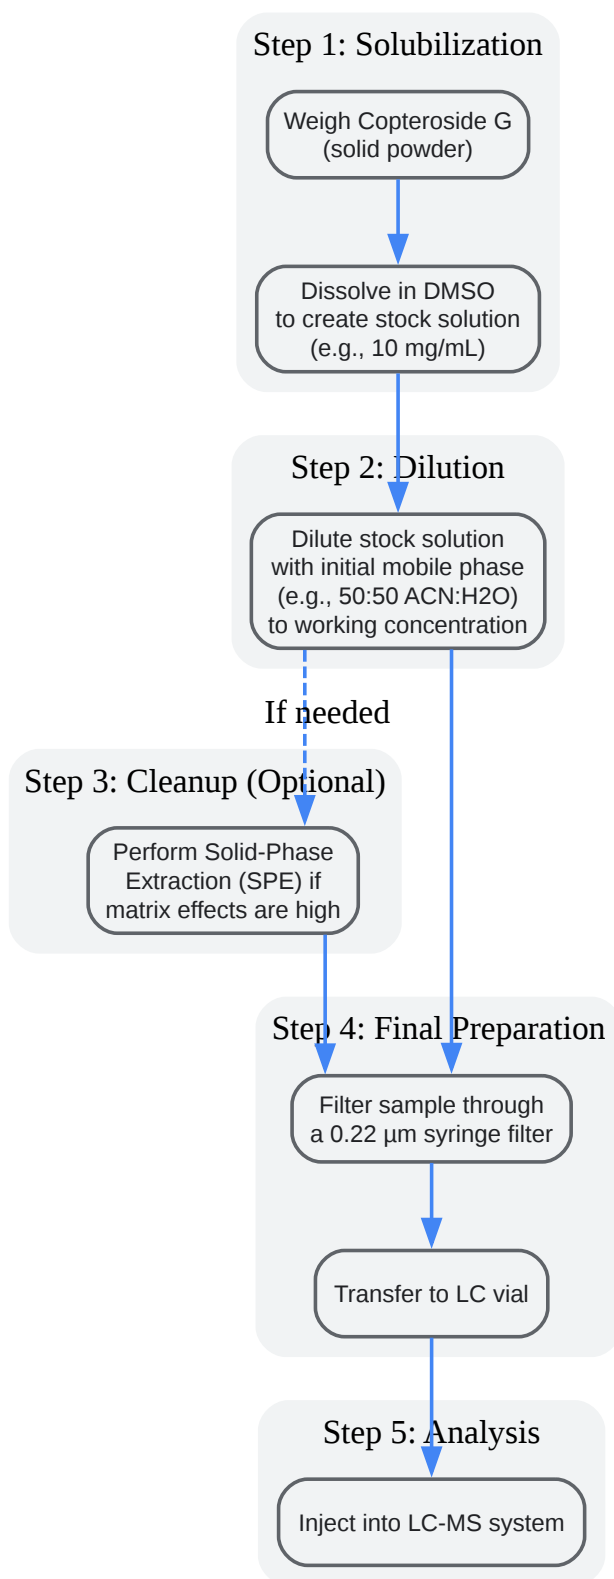 Step 1: Solubilization
Weigh Copteroside G
(solid powder)
Dissolve in DMSO
to create stock solution
(e.g., 10 mg/mL)
Step 2: Dilution
Dilute stock solution
with initial mobile phase
(e.g., 50:50 ACN:H2O)
to working concentration
If needed
Step 3: Cleanup (Optional)
Perform Solid-Phase
Extraction (SPE) if
matrix effects are high
Step 4: Final Preparation
Filter sample through
a 0.22 µm syringe filter
Transfer to LC vial
Step 5: Analysis
Inject into LC-MS system